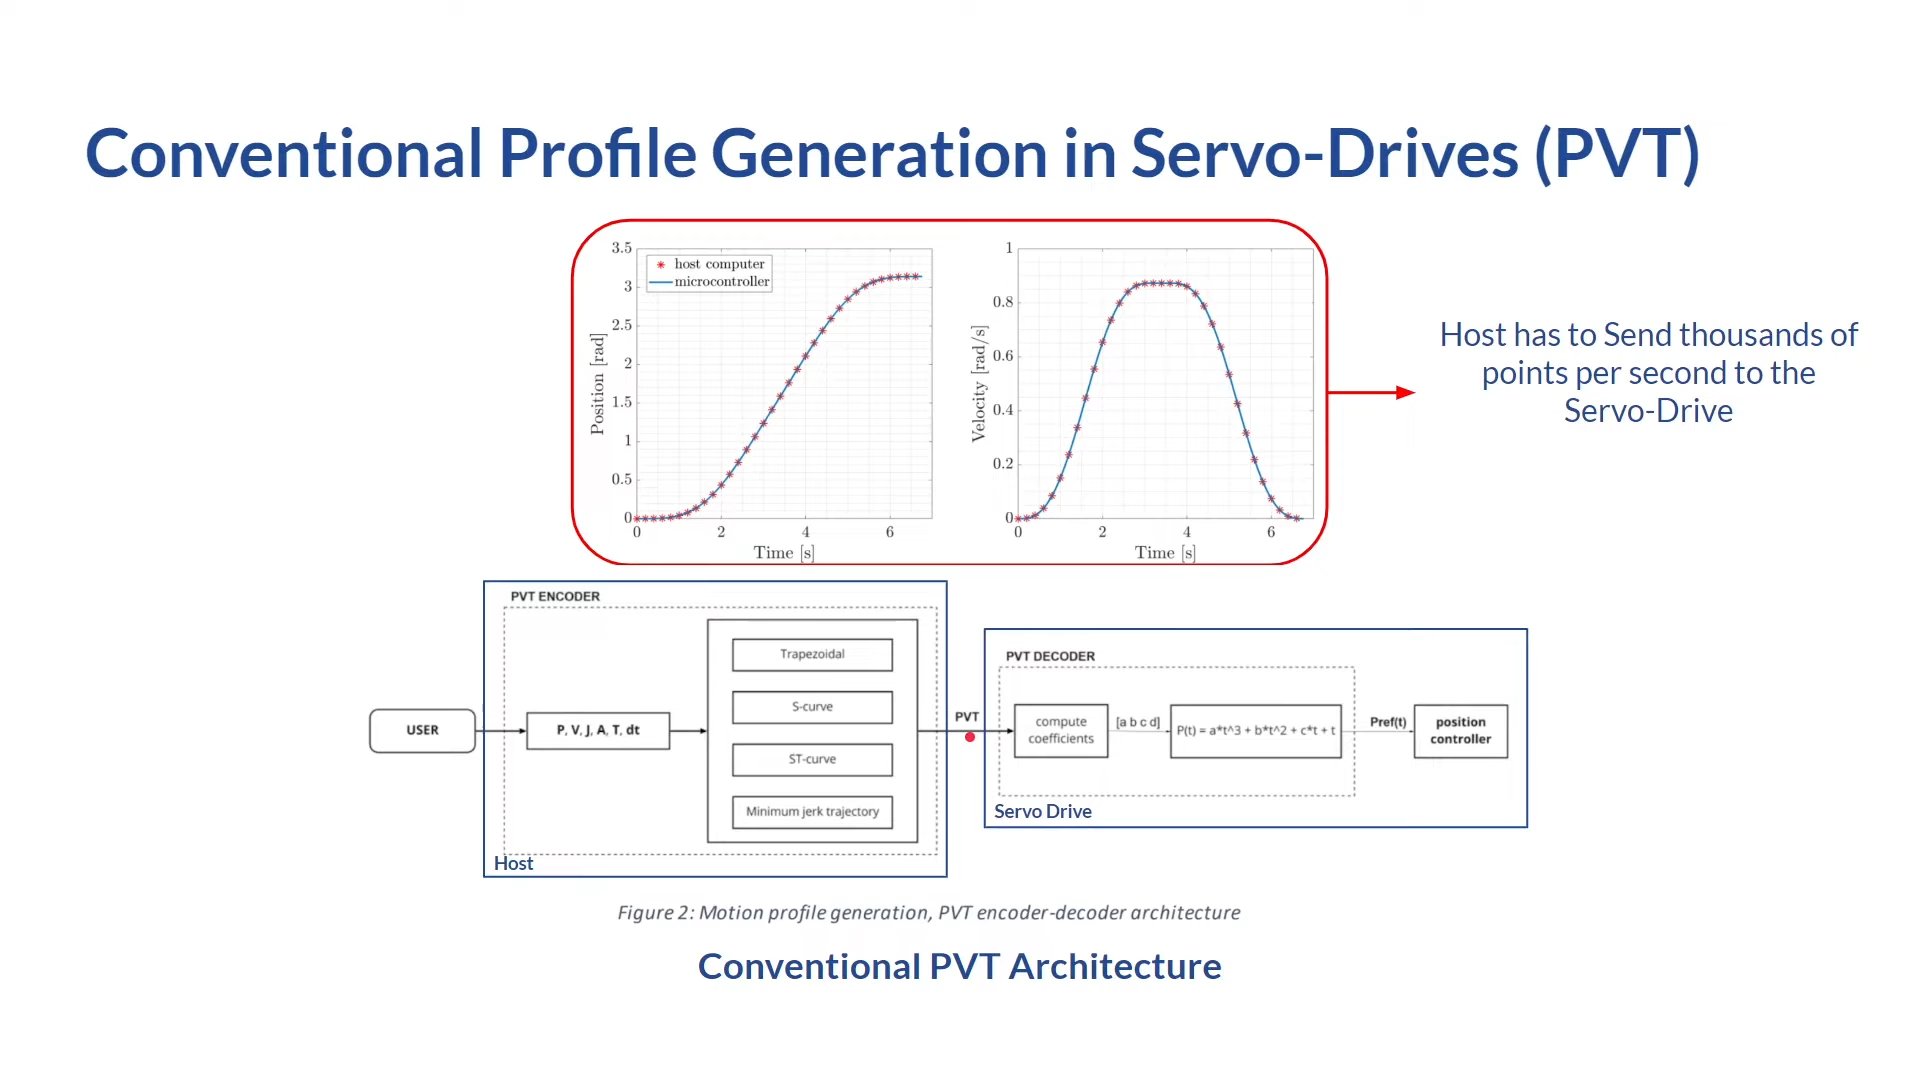 Conventional Profile Generation in Servo-Drives (PVT)
3.5
3
2.5
2
1.5
1
0.5
0
Position [rad]
host computer
microcontroller
0
2
4
6
Time [s]
1
0.8
0.6
0.4
0.2
0
Velocity [rad/s]
0
2
4
6
Time [s]
Host has to Send thousands of
points per second to the
Servo-Drive
PVT ENCODER
USER
P, V, J, A, T, dt
Trapezoidal
S-curve
ST-curve
Minimum jerk trajectory
Host
PVT
PVT DECODER
compute
coefficients
[a b c d]
P(t) = a*t^3 + b*t^2 + c*t + t
Pref(t)
position
controller
Servo Drive
Figure 2: Motion profile generation, PVT encoder-decoder architecture
Conventional PVT Architecture